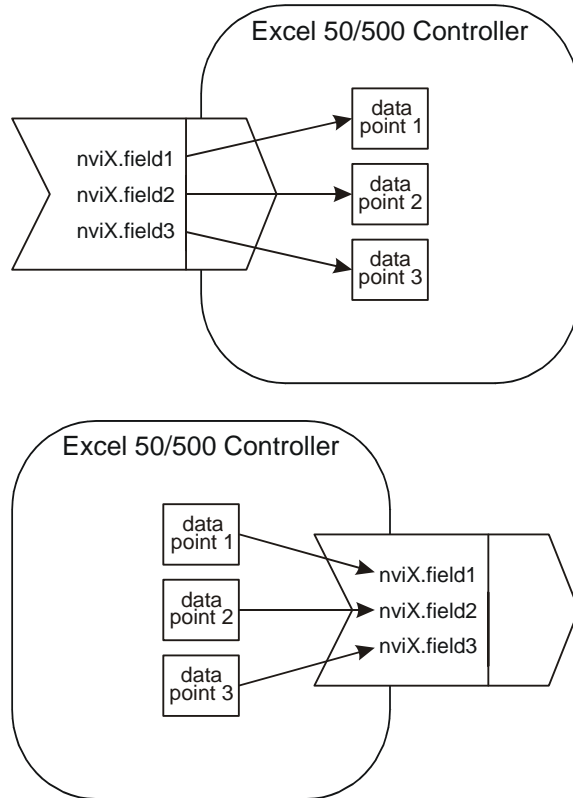 Excel 50/500 Controller
data
point 1
nviX.field1
nviX.field2
data
point 2
nviX.field3
data
point 3
Excel 50/500 Controller
data
point 1
nviX.field1
data
point 2
nviX.field2
nviX.field3
data
point 3